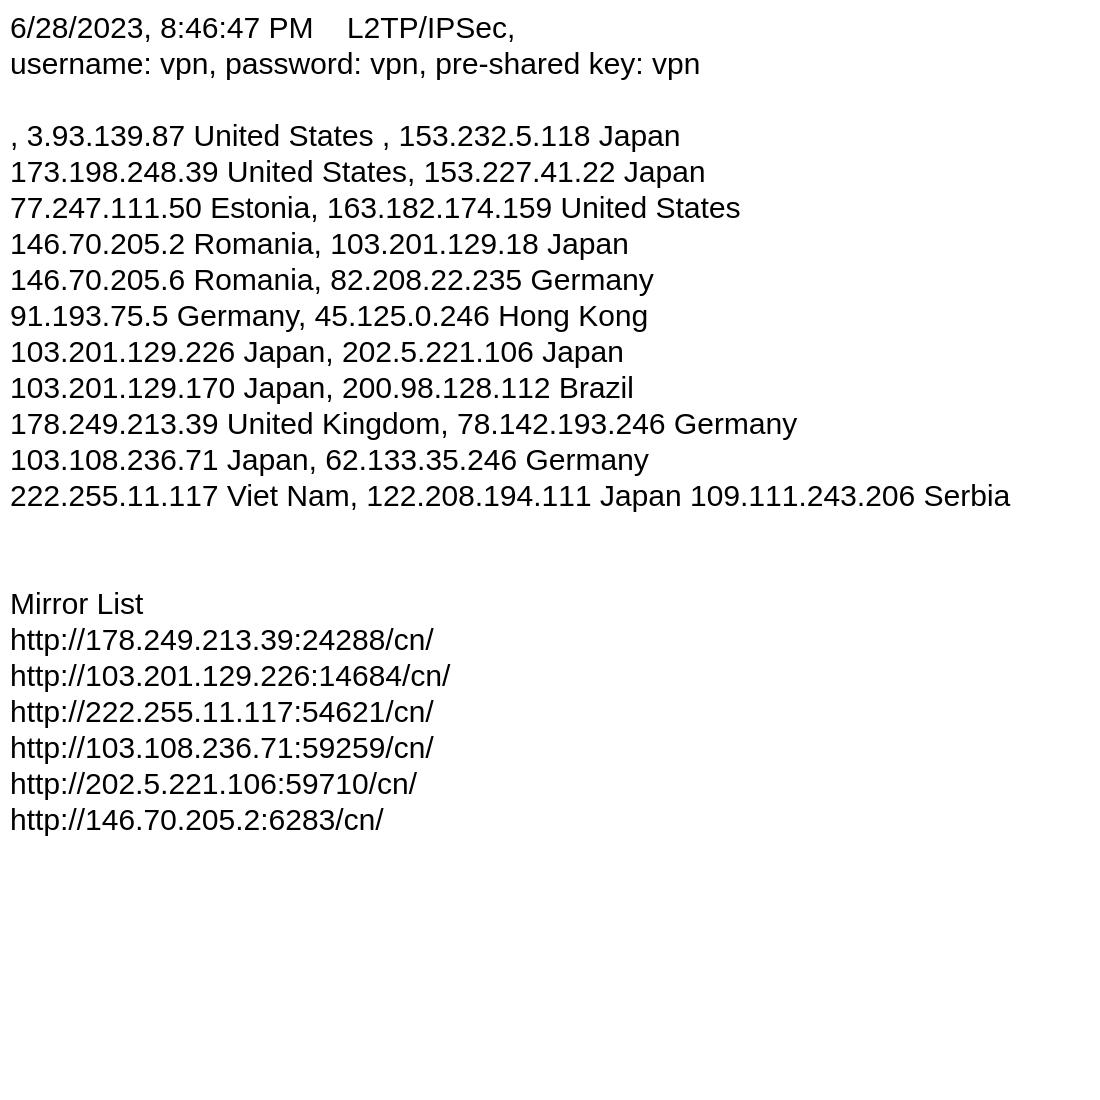 6/28/2023, 8:46:47 PM    L2TP/IPSec,
username: vpn, password: vpn, pre-shared key: vpn
, 3.93.139.87 United States , 153.232.5.118 Japan
173.198.248.39 United States, 153.227.41.22 Japan
77.247.111.50 Estonia, 163.182.174.159 United States
146.70.205.2 Romania, 103.201.129.18 Japan
146.70.205.6 Romania, 82.208.22.235 Germany
91.193.75.5 Germany, 45.125.0.246 Hong Kong
103.201.129.226 Japan, 202.5.221.106 Japan
103.201.129.170 Japan, 200.98.128.112 Brazil
178.249.213.39 United Kingdom, 78.142.193.246 Germany
103.108.236.71 Japan, 62.133.35.246 Germany
222.255.11.117 Viet Nam, 122.208.194.111 Japan 109.111.243.206 Serbia
Mirror List
http://178.249.213.39:24288/cn/
http://103.201.129.226:14684/cn/
http://222.255.11.117:54621/cn/
http://103.108.236.71:59259/cn/
http://202.5.221.106:59710/cn/
http://146.70.205.2:6283/cn/